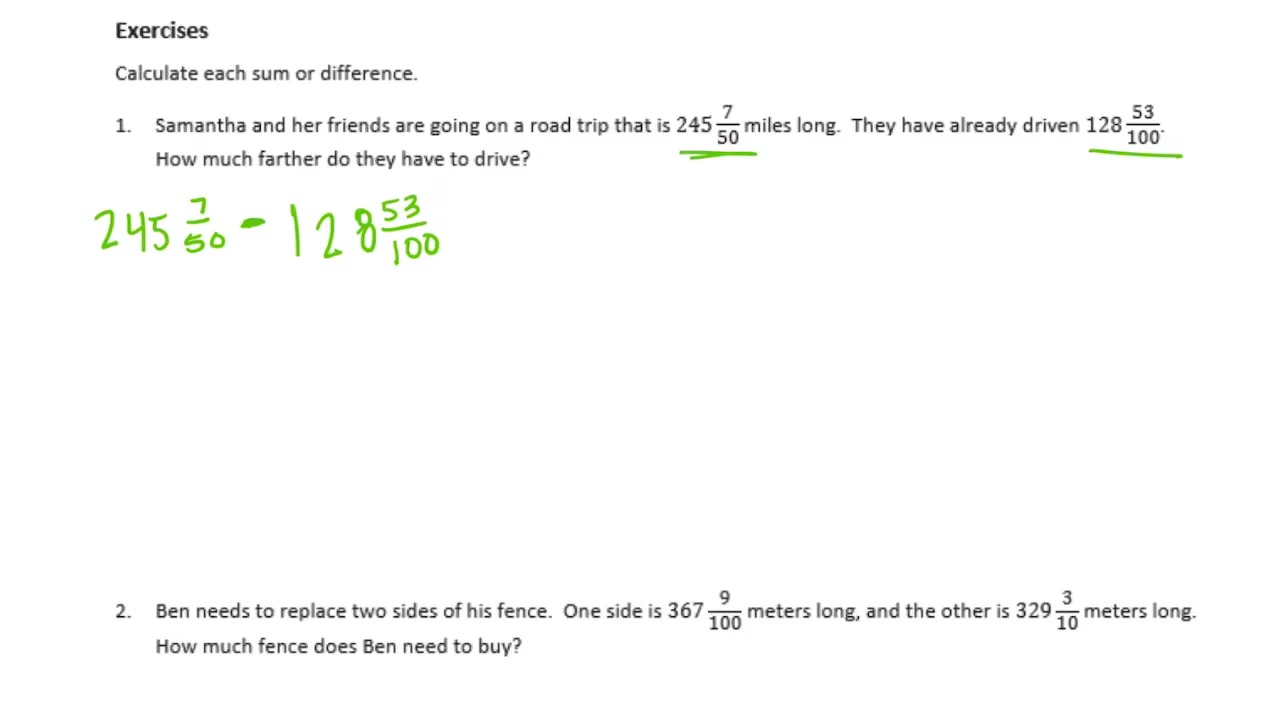 Exercises
Calculate each sum or difference.
1. Samantha and her friends are going on a road trip that is 245 7/50 miles long. They have already driven 128 53/100.
How much farther do they have to drive?
245 7/50 - 128 53/100
2. Ben needs to replace two sides of his fence. One side is 367 9/100 meters long, and the other is 329 3/10 meters long.
How much fence does Ben need to buy?